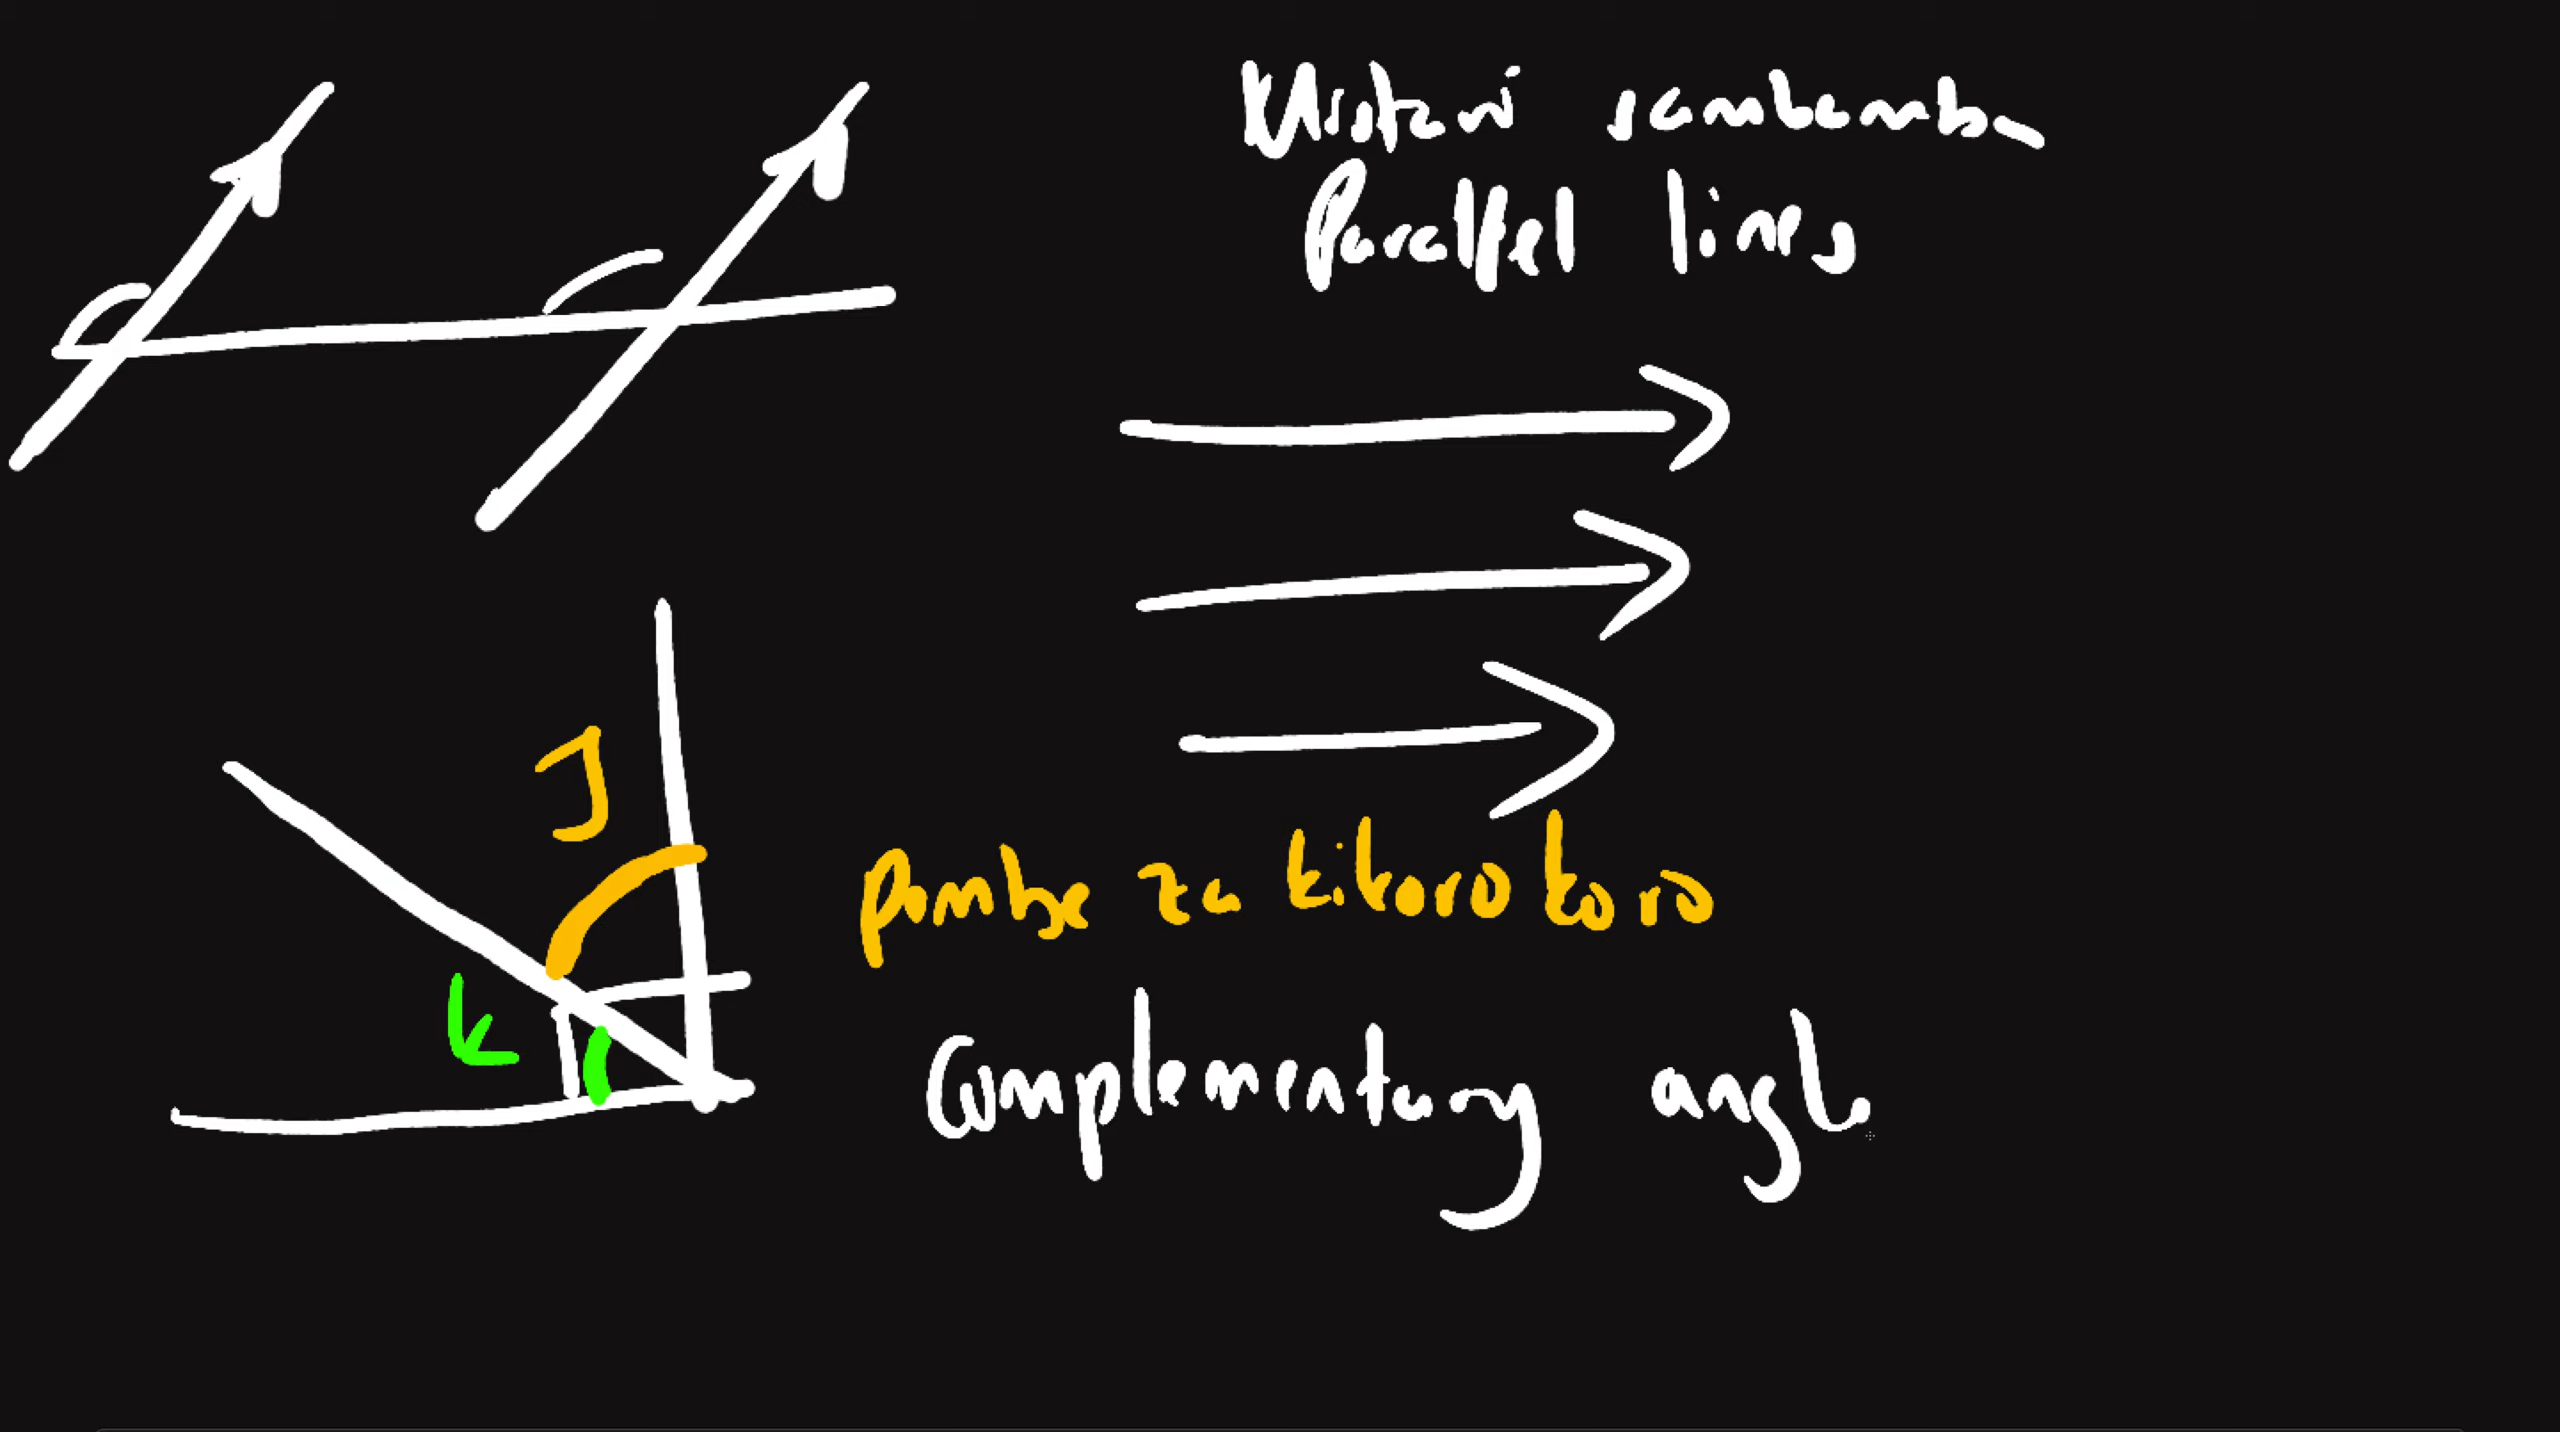 Mistari sambamba
Parallel lines
J
pembe za kikorokoro
k
Complementary angle